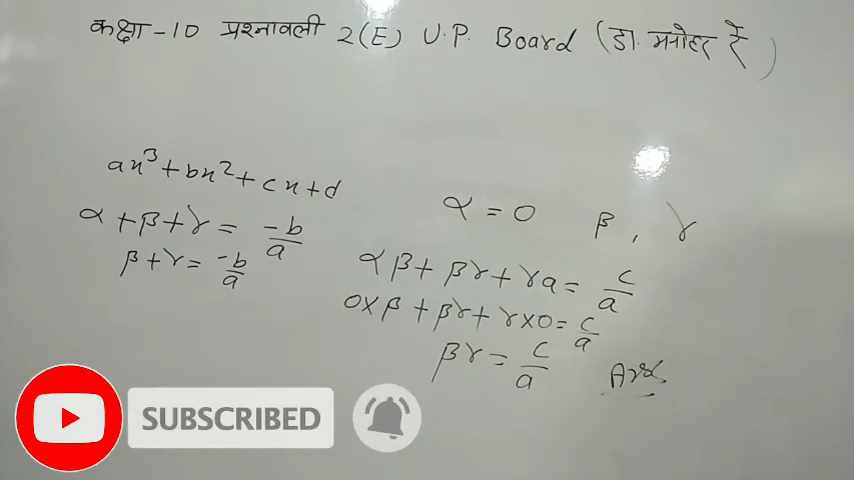 कक्षा -10 प्रश्नावली 2(E) U.P. Board (डा. मनोहर रे)
ax³+bx²+cx+d
α+β+γ = -b/a
β+γ = -b/a
α = 0 β, γ
αβ+βγ+γa = c/a
0×β+βγ+γ×0 = c/a
βγ = c/a Ans
SUBSCRIBED